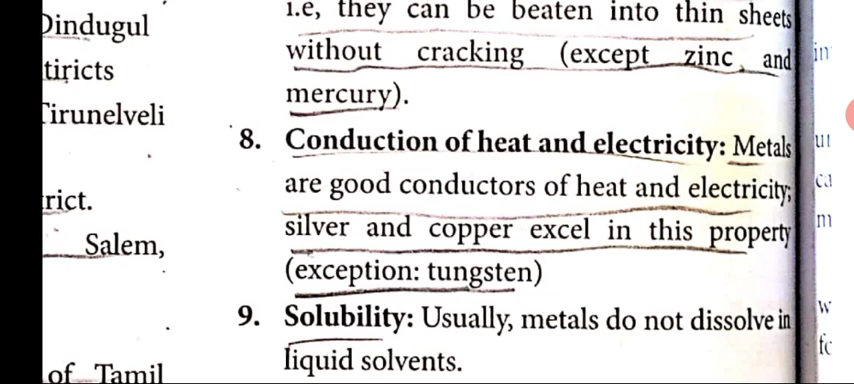 Dindugul
tiricts
Tirunelveli
rict.
Salem,
of Tamil
i.e, they can be beaten into thin sheets
without cracking (except zinc and
mercury).
8. Conduction of heat and electricity: Metals
are good conductors of heat and electricity;
silver and copper excel in this property
(exception: tungsten)
9. Solubility: Usually, metals do not dissolve in
liquid solvents.
in
ca
m
w